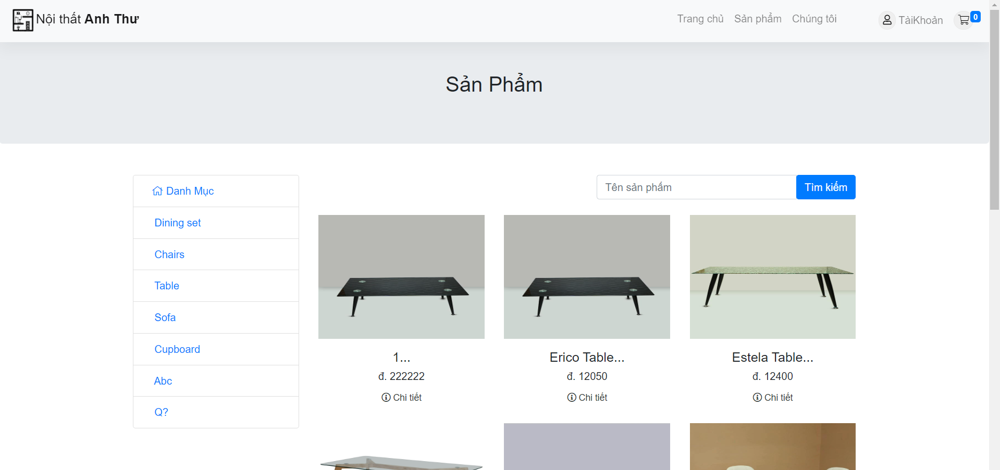 Nội thất Anh Thư
Trang chủ
Sản phẩm
Chúng tôi
TàiKhoản
0
Sản Phẩm
Danh Mục
Dining set
Chairs
Table
Sofa
Cupboard
Abc
Q?
Tên sản phẩm
Tìm kiếm
1...
đ. 222222
Chi tiết
Erico Table...
đ. 12050
Chi tiết
Estela Table...
đ. 12400
Chi tiết